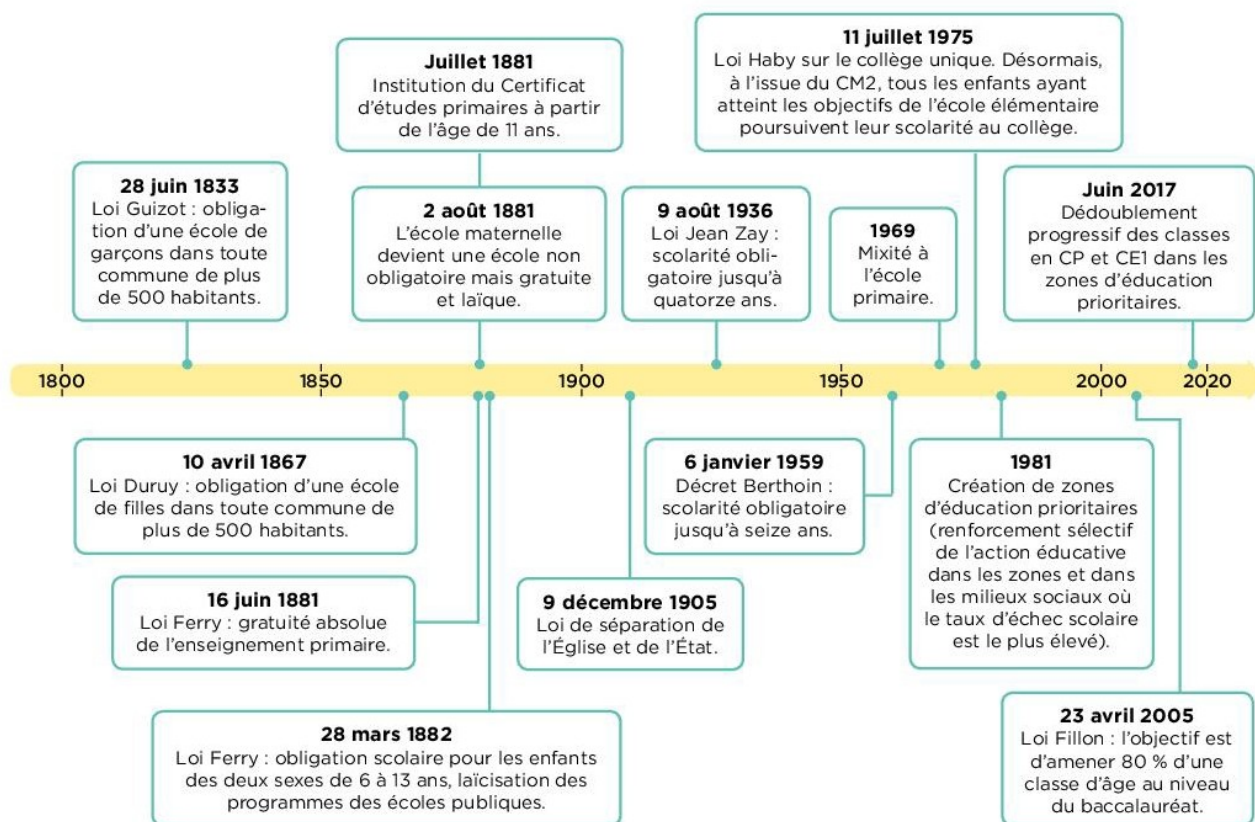 Juillet 1881
Institution du Certificat
d'études primaires à partir
de l'âge de 11 ans.
11 juillet 1975
Loi Haby sur le collège unique. Désormais,
à l'issue du CM2, tous les enfants ayant
atteint les objectifs de l'école élémentaire
poursuivent leur scolarité au collège.
28 juin 1833
Loi Guizot : obliga-
tion d'une école de
garçons dans toute
commune de plus
de 500 habitants.
2 août 1881
L'école maternelle
devient une école non
obligatoire mais gratuite
et laïque.
9 août 1936
Loi Jean Zay :
scolarité obli-
gatoire jusqu'à
quatorze ans.
1969
Mixité à
l'école
primaire.
Juin 2017
Dédoublement
progressif des classes
en CP et CE1 dans les
zones d'éducation
prioritaires.
1800 1850 1900 1950 2000 2020
10 avril 1867
Loi Duruy : obligation d'une école
de filles dans toute commune de
plus de 500 habitants.
6 janvier 1959
Décret Berthoin :
scolarité obligatoire
jusqu'à seize ans.
1981
Création de zones
d'éducation prioritaires
(renforcement sélectif
de l'action éducative
dans les zones et dans
les milieux sociaux où
le taux d'échec scolaire
est le plus élevé).
16 juin 1881
Loi Ferry : gratuité absolue
de l'enseignement primaire.
9 décembre 1905
Loi de séparation de
l'Église et de l'État.
28 mars 1882
Loi Ferry : obligation scolaire pour les enfants
des deux sexes de 6 à 13 ans, laïcisation des
programmes des écoles publiques.
23 avril 2005
Loi Fillon : l'objectif est
d'amener 80 % d'une
classe d'âge au niveau
du baccalauréat.